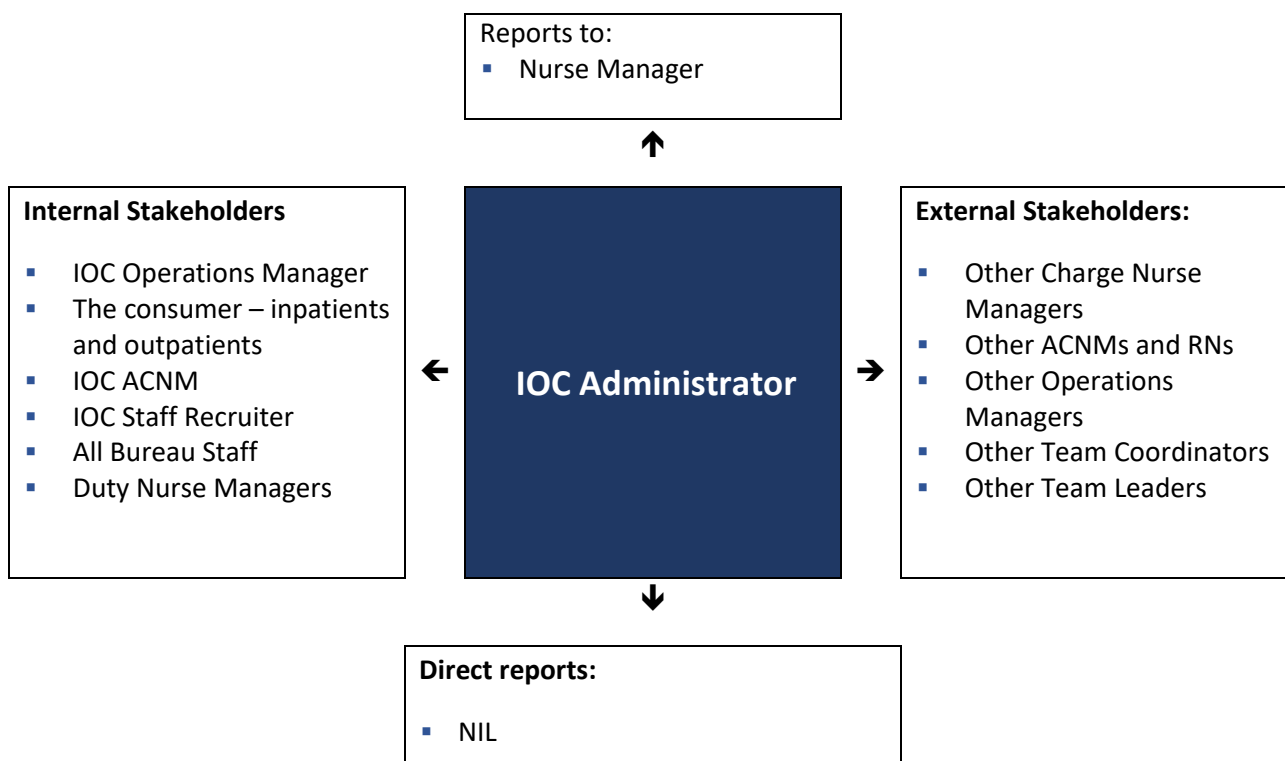 Reports to:
▪ Nurse Manager
Internal Stakeholders
▪ IOC Operations Manager
▪ The consumer – inpatients
and outpatients
▪ IOC ACNM
▪ IOC Staff Recruiter
▪ All Bureau Staff
▪ Duty Nurse Managers
IOC Administrator
External Stakeholders:
▪ Other Charge Nurse
Managers
▪ Other ACNMs and RNs
▪ Other Operations
Managers
▪ Other Team Coordinators
▪ Other Team Leaders
Direct reports:
▪ NIL